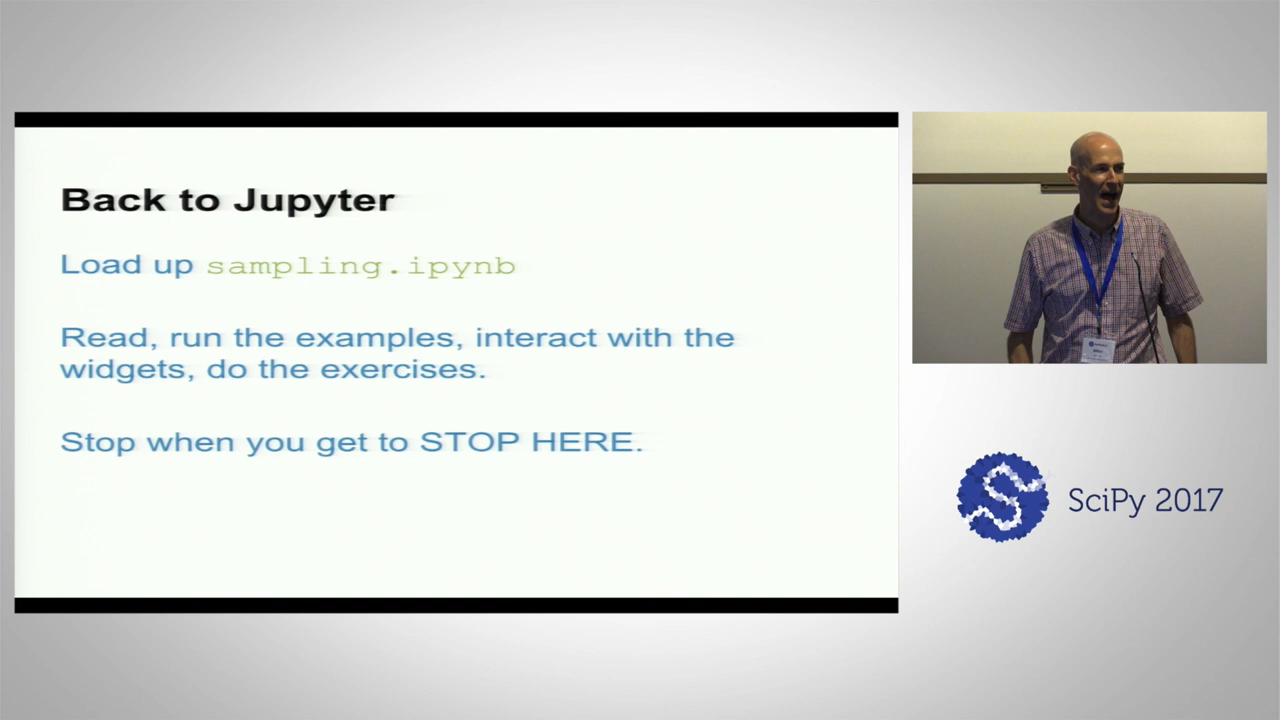 Back to Jupyter
Load up sampling.ipynb
Read, run the examples, interact with the
widgets, do the exercises.
Stop when you get to STOP HERE.
SciPy 2017